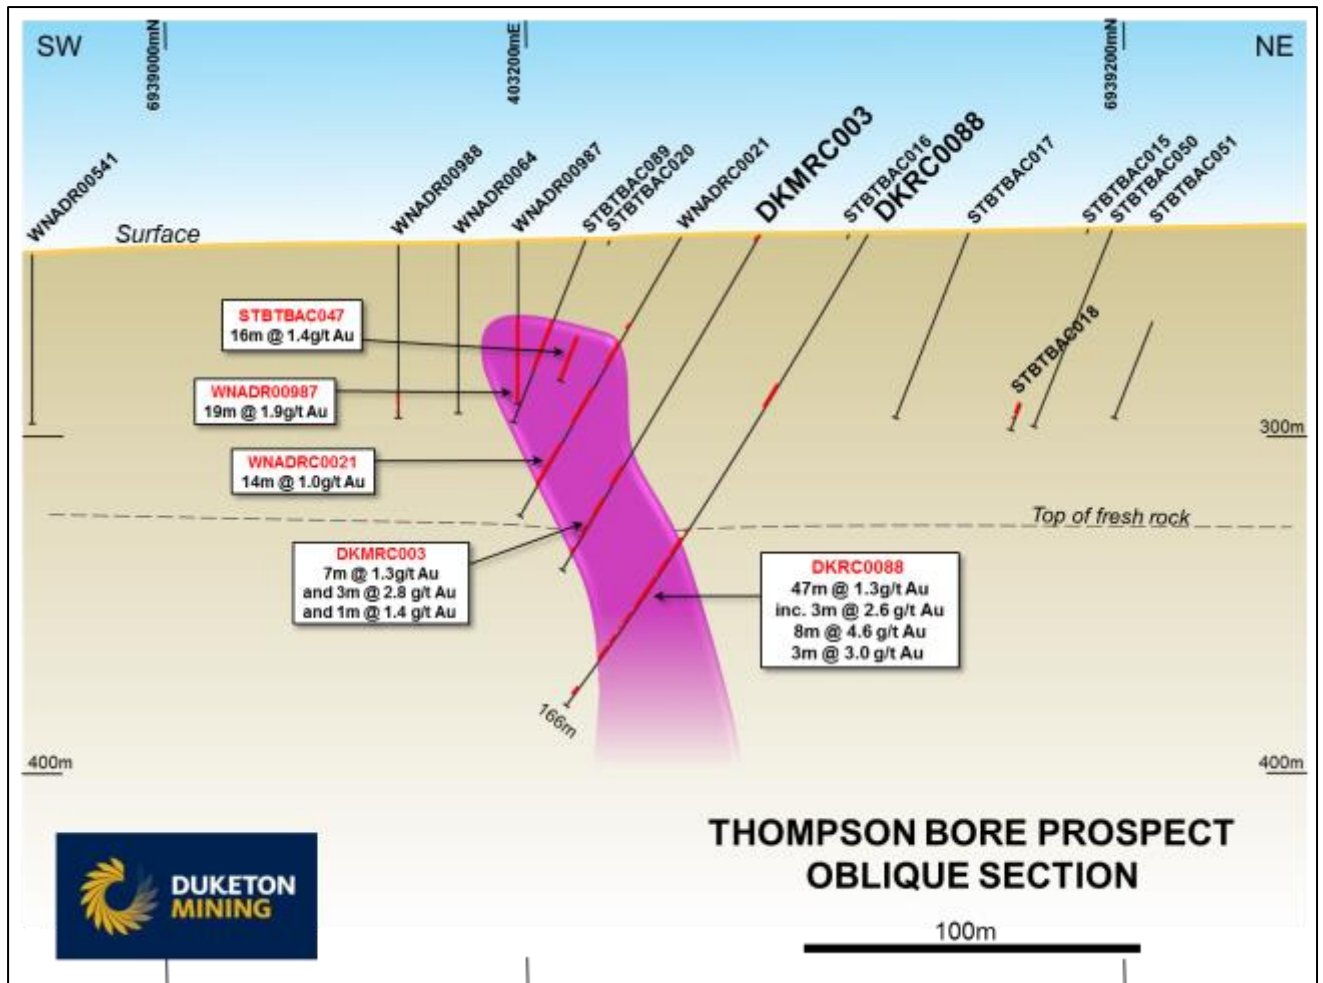 SW
6939000mN
403200mE
6939200mN
NE
WNADR00541
WNADR00988
WNADR0064
WNADR00987
STBTBAC089
STBTBAC020
WNADRC0021
DKMRC003
STBTBAC016
DKRC0088
STBTBAC017
STBTBAC015
STBTBAC050
STBTBAC051
Surface
STBTBAC047
16m @ 1.4g/t Au
WNADR00987
19m @ 1.9g/t Au
STBTBAC018
300m
WNADRC0021
14m @ 1.0g/t Au
Top of fresh rock
DKMRC003
7m @ 1.3g/t Au
and 3m @ 2.8 g/t Au
and 1m @ 1.4 g/t Au
DKRC0088
47m @ 1.3g/t Au
inc. 3m @ 2.6 g/t Au
8m @ 4.6 g/t Au
3m @ 3.0 g/t Au
166m
400m
400m
THOMPSON BORE PROSPECT
OBLIQUE SECTION
DUKETON
MINING
100m